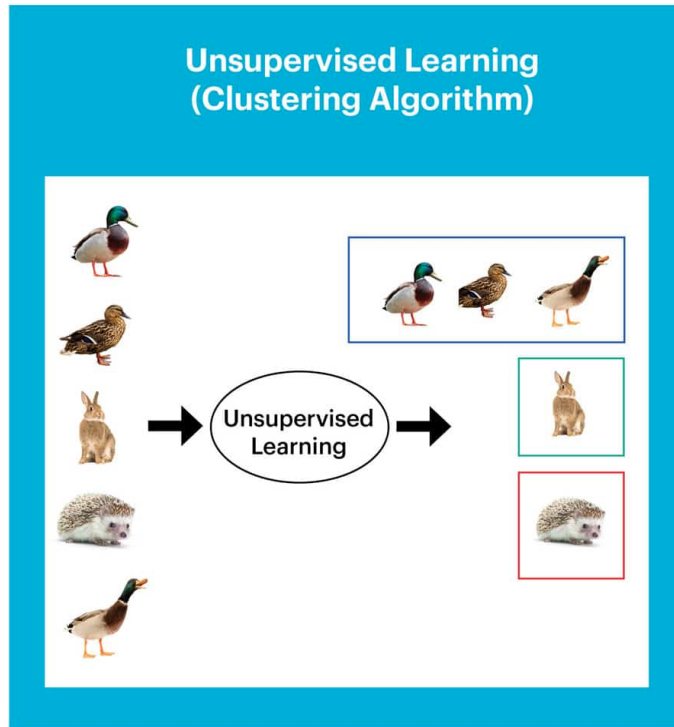 Unsupervised Learning
(Clustering Algorithm)
Unsupervised
Learning